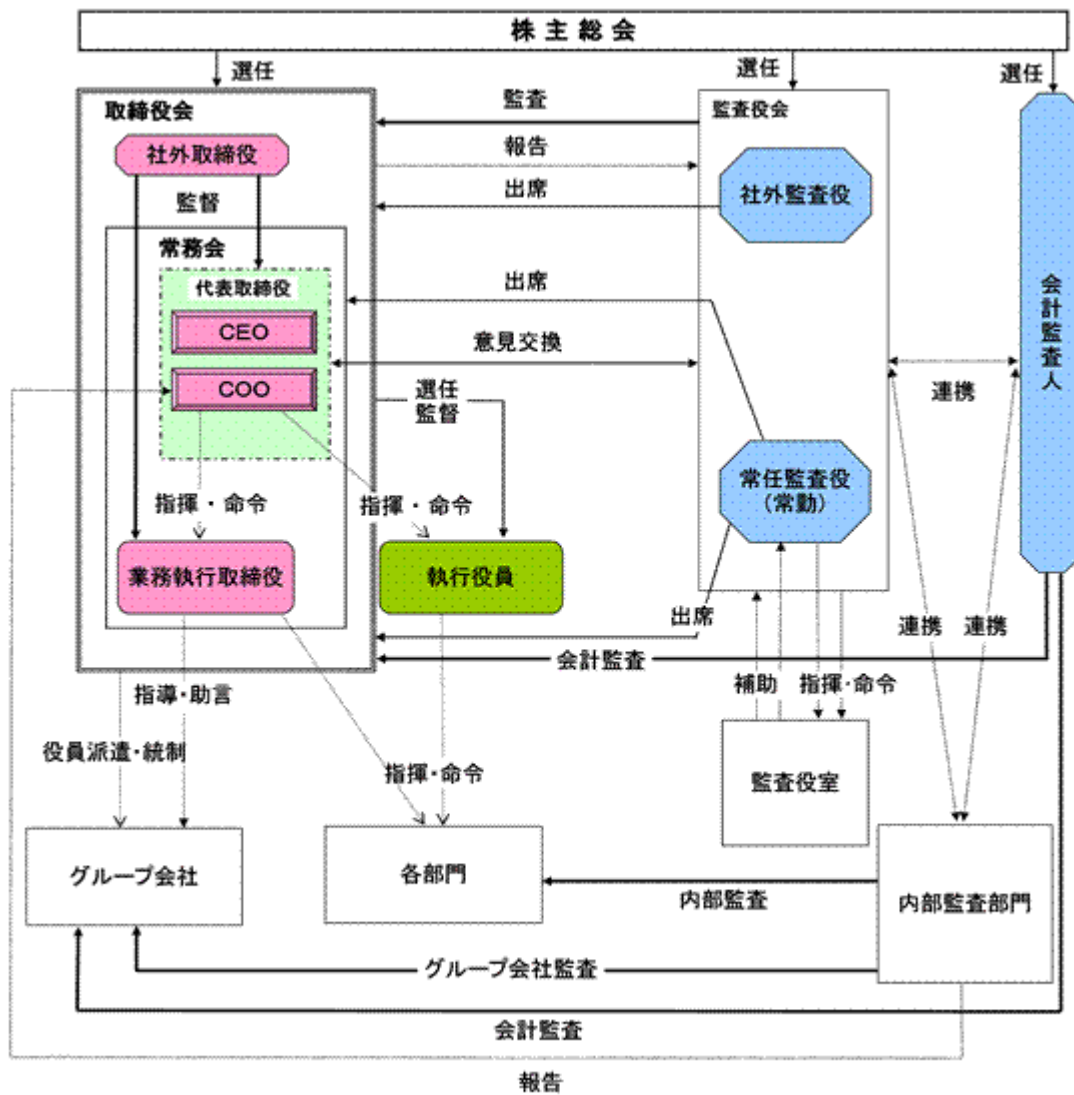 株主総会
選任
選任
選任
取締役会
監査
監査役会
社外取締役
報告
監督
出席
社外監査役
常務会
代表取締役
出席
CEO
意見交換
会計監査人
COO
選任
監督
連携
常任監査役
(常勤)
指揮・命令
指揮・命令
業務執行取締役
執行役員
出席
連携
連携
会計監査
補助
指揮・命令
指導・助言
役員派遣・統制
指揮・命令
監査役室
グループ会社
各部門
内部監査
内部監査部門
グループ会社監査
会計監査
報告